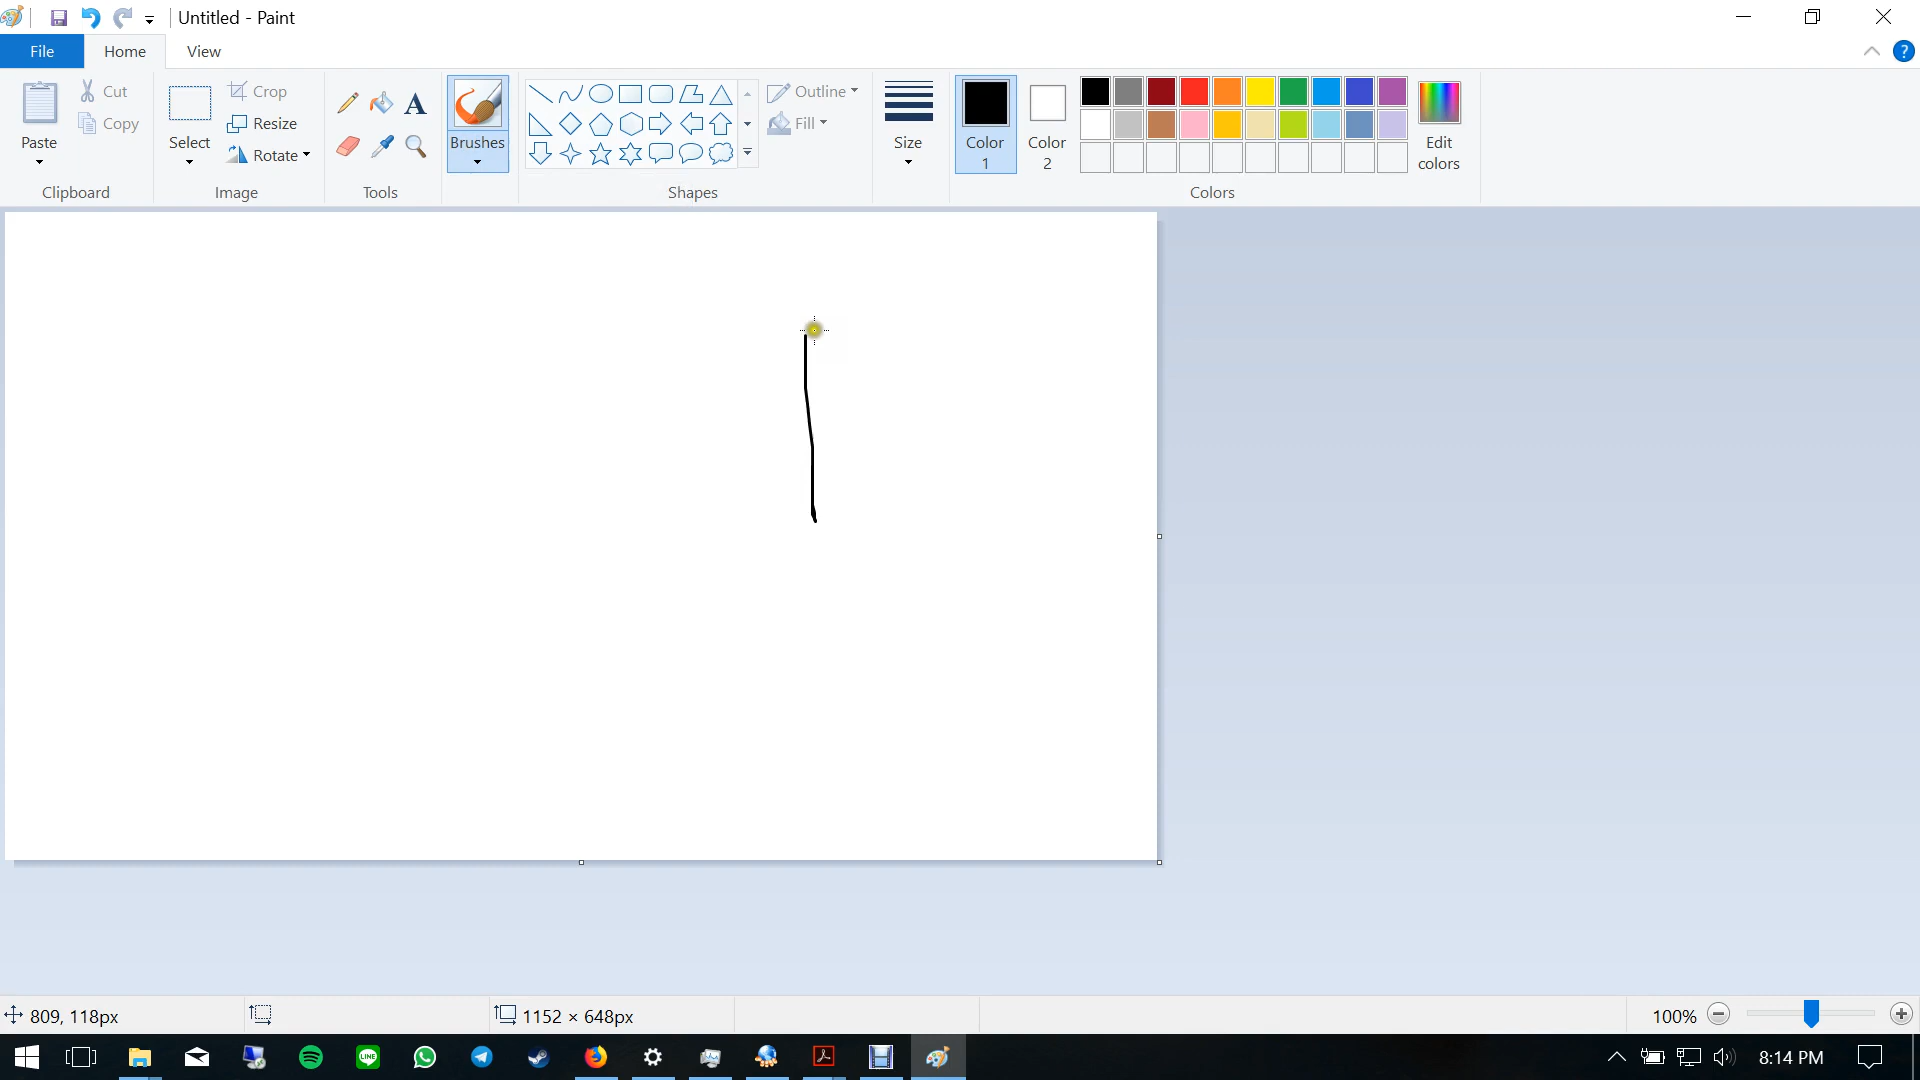 Untitled - Paint
File Home View
Paste
Cut
Copy
Clipboard
Select
Crop
Resize
Rotate
Image
A
Tools
Brushes
Shapes
Outline
Fill
Size
Color 1
Color 2
Colors
Edit colors
?
809, 118px
1152 × 648px
100%
LINE
8:14 PM